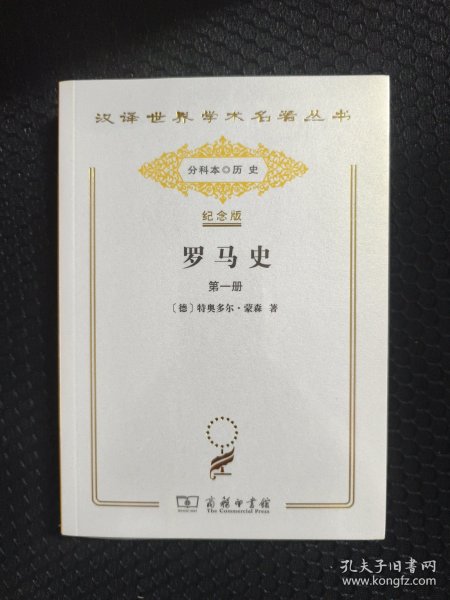 汉译世界学术名著丛书
分科本◎历史
纪念版
罗马史
第一册
〔德〕特奥多尔·蒙森 著
商务印书馆
The Commercial Press
孔夫子旧书网
www.kongfz.com